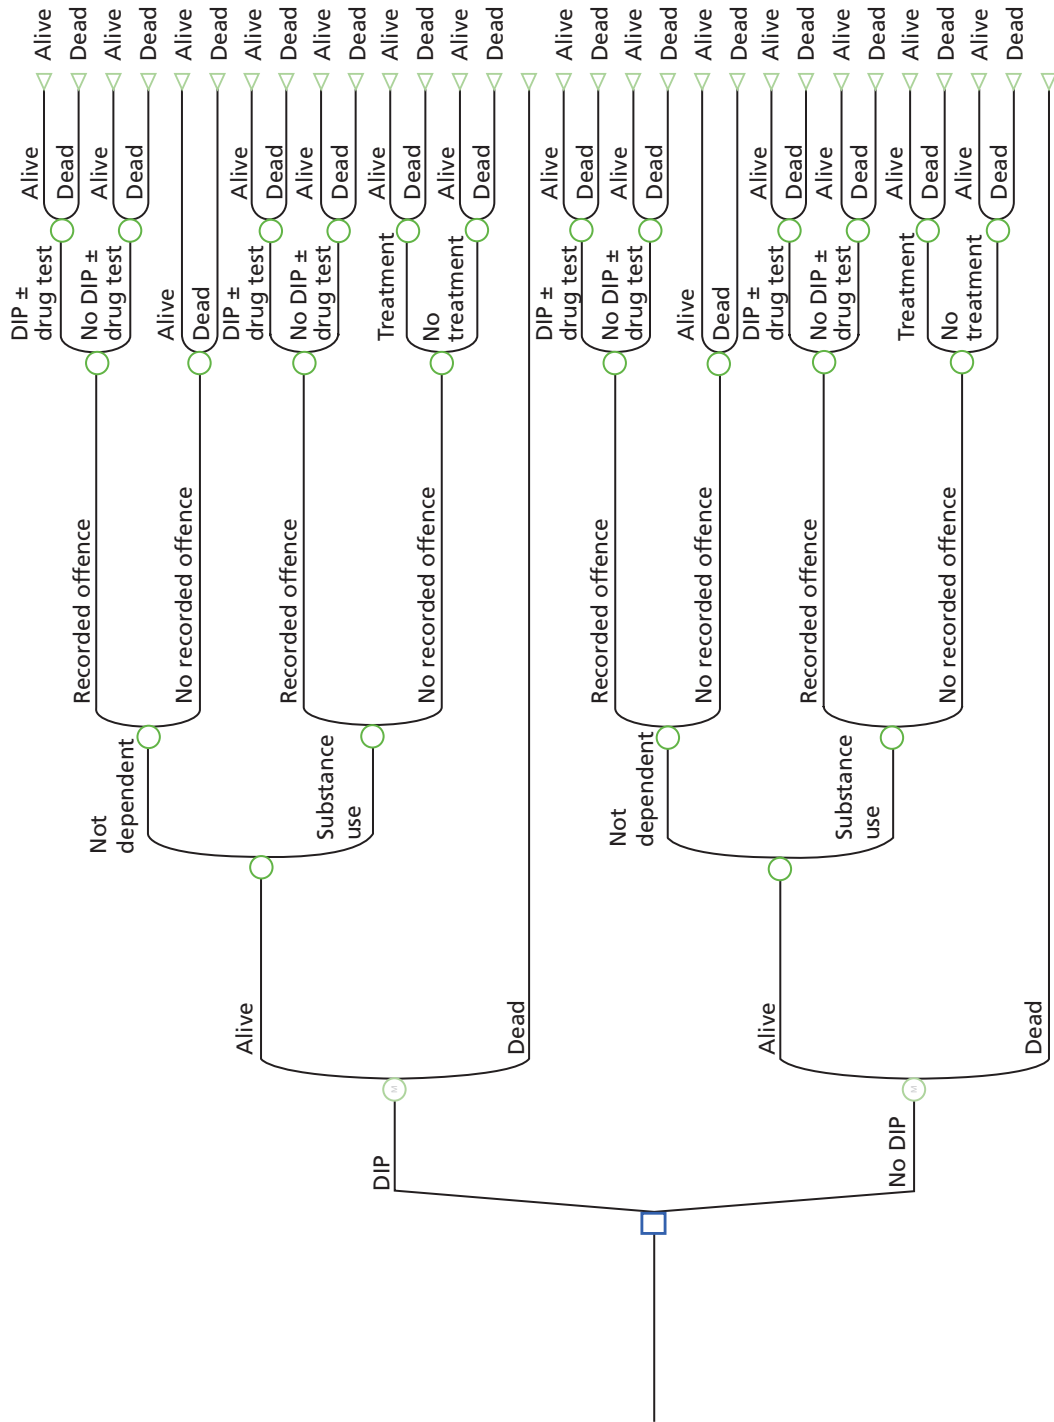 DIP
No DIP
M
M
Alive
Dead
Alive
Dead
Not
dependent
Substance
use
Not
dependent
Substance
use
Recorded offence
No recorded offence
Recorded offence
No recorded offence
Recorded offence
No recorded offence
Recorded offence
No recorded offence
DIP ±
drug test
No DIP ±
drug test
Alive
Dead
DIP ±
drug test
No DIP ±
drug test
Treatment
No
treatment
DIP ±
drug test
No DIP ±
drug test
Alive
Dead
DIP ±
drug test
No DIP ±
drug test
Treatment
No
treatment
Alive
Dead
Alive
Dead
Alive
Dead
Alive
Dead
Alive
Dead
Alive
Dead
Alive
Dead
Alive
Dead
Alive
Dead
Alive
Dead
Alive
Dead
Alive
Dead
Alive
Dead
Alive
Dead
Alive
Dead
Alive
Dead
Alive
Dead
Alive
Dead
Alive
Dead
Alive
Dead
Alive
Dead
Alive
Dead
Alive
Dead
Alive
Dead
Alive
Dead
Alive
Dead